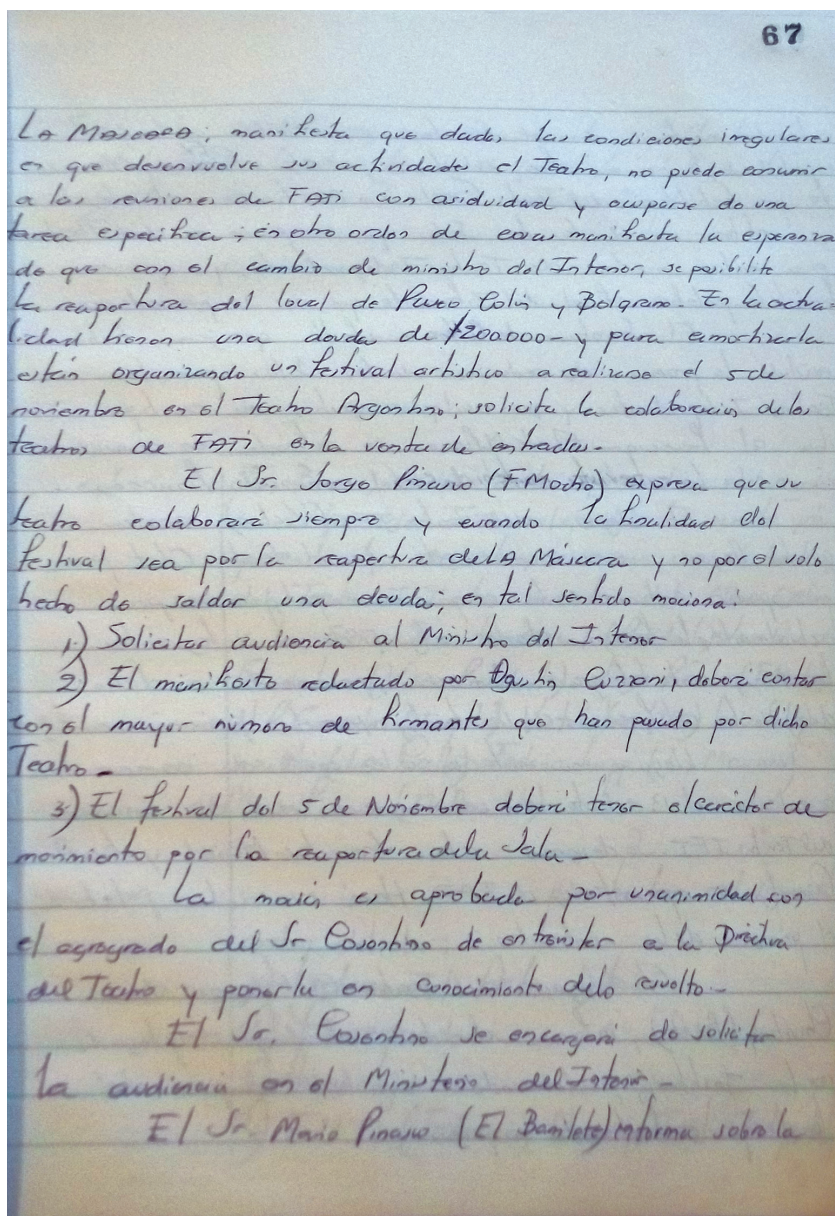 67
La MASCARA; manifiesta que dadas las condiciones irregulares
en que desenvuelve sus actividades el Teatro, no puede concurrir
a las reuniones de FATI con asiduidad y ocuparse de una
tarea especifica; en otro orden de cosas manifiesta la esperanza
de que con el cambio de ministro del Interior, se posibilite
la reapertura del local de Paseo Colón y Belgrano. En la actua-
lidad tienen una deuda de $200.000- y para amortizarla
están organizando un festival artistico a realizarse el 5 de
noviembre en el Teatro Argentino; solicita la colaboración de los
teatros de FATI en la venta de entradas.-
El Sr. Jorge Pinasco (F Mocho) expresa que su
teatro colaborará siempre y cuando la finalidad del
festival sea por la reapertura de LA Máscara y no por el solo
hecho de saldar una deuda; en tal sentido mociona:
1) Solicitar audiencia al Ministro del Interior
2) El manifiesto redactado por Agustin Cuzzani, deberá contar
con el mayor número de firmantes que han pasado por dicho
Teatro.-
3) El festival del 5 de Noviembre deberá tener el carácter de
movimiento por la reapertura de la Sala-
La moción es aprobada por unanimidad con
el agregado del Sr Cosentino de entrevistar a la Directiva
del Teatro y ponerla en conocimiento de lo resuelto-
El Sr. Cosentino se encargará de solicitar
la audiencia en el Ministerio del Interior-
El Sr. Mario Pinasco (El Barrilete) informa sobre la